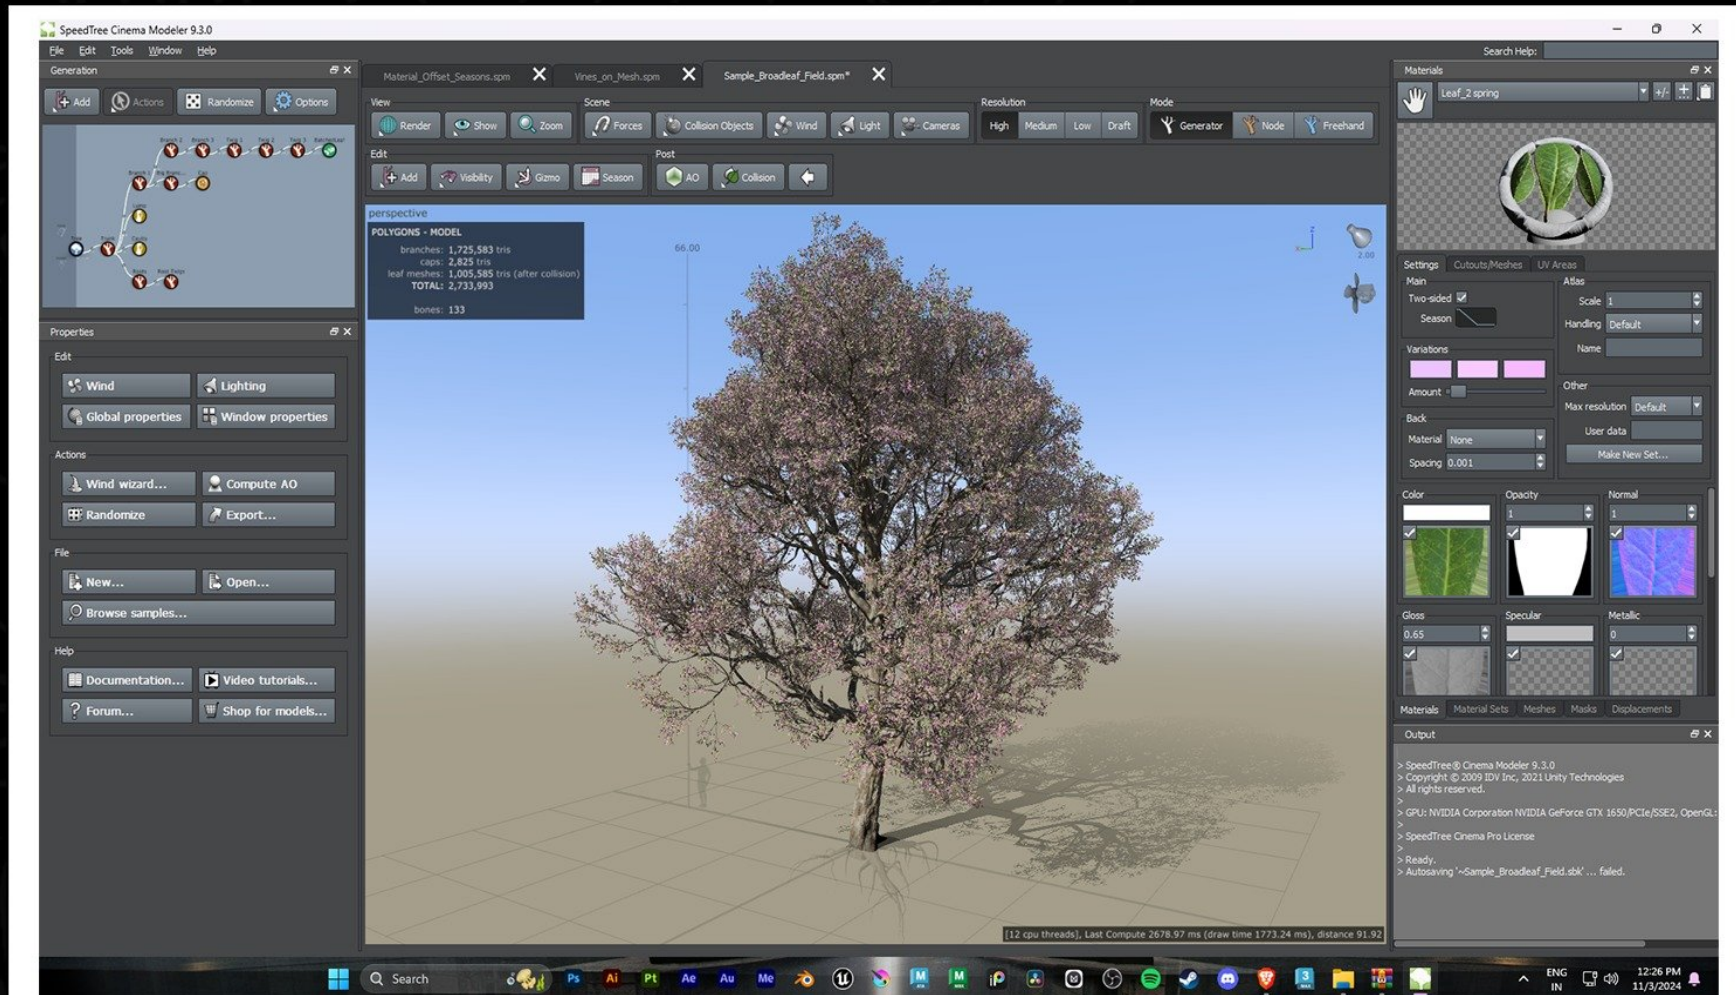 SpeedTree Cinema Modeler 9.3.0
File Edit Tools Window Help
Search Help:
Generation
Add Actions Randomize Options
Properties
Edit
Wind Lighting
Global properties Window properties
Actions
Wind wizard... Compute AO
Randomize Export...
File
New... Open...
Browse samples...
Help
Documentation... Video tutorials...
Forum... Shop for models...
Material_Offset_Seasons.spm Vines_on_Mesh.spm Sample_Broadleaf_Field.spm*
View Scene Resolution Mode
Render Show Zoom Forces Collision Objects Wind Light Cameras High Medium Low Draft Generator Node Freehand
Edit Post
Add Visibility Gizmo Season AO Collision
perspective
POLYGONS - MODEL
branches: 1,725,583 tris
caps: 2,825 tris
leaf meshes: 1,005,585 tris (after collision)
TOTAL: 2,733,993
bones: 133
66.00
2.00
[12 cpu threads], Last Compute 2678.97 ms (draw time 1773.24 ms), distance 91.92
Materials
Leaf_2 spring
Settings Cutouts/Meshes UV Areas
Main Atlas
Two-sided Scale 1
Season Handling Default
Name
Variations
Amount
Other
Max resolution Default
User data
Make New Set...
Back
Material None
Spacing 0.001
Color Opacity Normal
1 1
Gloss Specular Metallic
0.65 0
Materials Material Sets Meshes Masks Displacements
Output
> SpeedTree® Cinema Modeler 9.3.0
> Copyright © 2009 IDV Inc, 2021 Unity Technologies
> All rights reserved.
>
> GPU: NVIDIA Corporation NVIDIA GeForce GTX 1650/PCIe/SSE2, OpenGL:
>
> SpeedTree Cinema Pro License
>
> Ready.
> Autosaving '~Sample_Broadleaf_Field.sbk' ... failed.
Search Ps Ai Pt Ae Au Me
ENG
IN
12:26 PM
11/3/2024